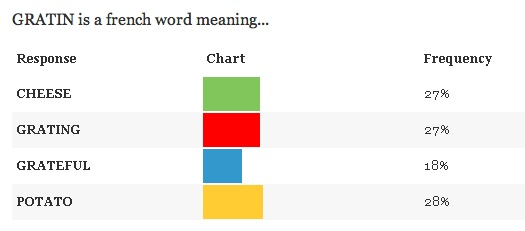 GRATIN is a french word meaning...
Response Chart Frequency
CHEESE 27%
GRATING 27%
GRATEFUL 18%
POTATO 28%